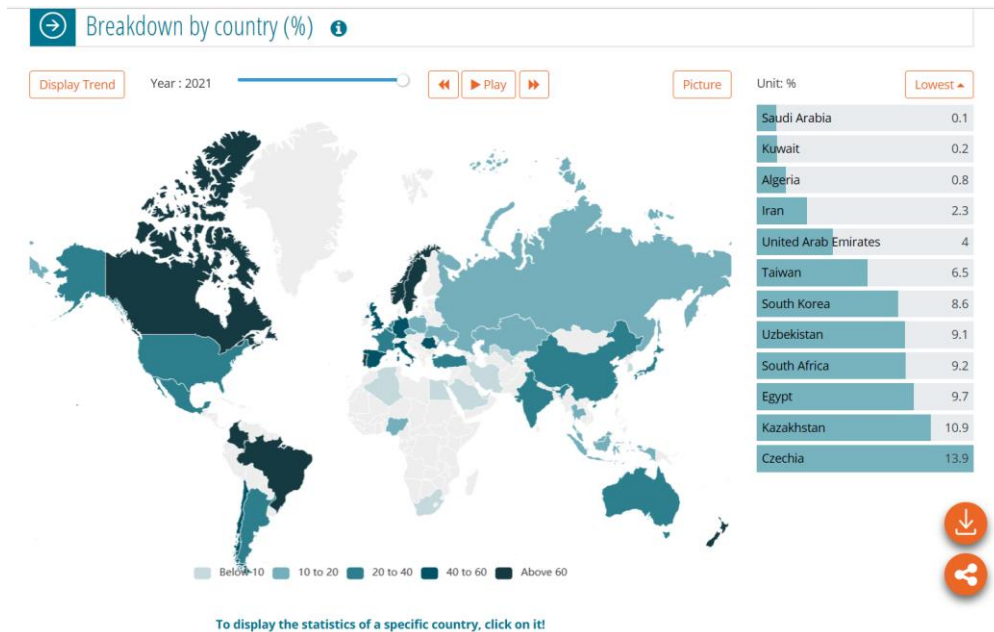 Breakdown by country (%)
Display Trend
Year : 2021
Play
Picture
Unit: %
Lowest
Saudi Arabia 0.1
Kuwait 0.2
Algeria 0.8
Iran 2.3
United Arab Emirates 4
Taiwan 6.5
South Korea 8.6
Uzbekistan 9.1
South Africa 9.2
Egypt 9.7
Kazakhstan 10.9
Czechia 13.9
Below 10 10 to 20 20 to 40 40 to 60 Above 60
To display the statistics of a specific country, click on it!